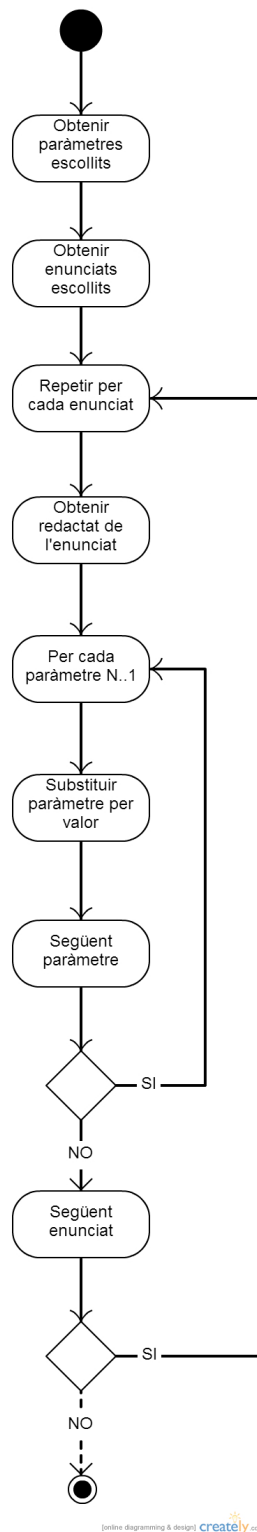 Obtenir
paràmetres
escollits
Obtenir
enunciats
escollits
Repetir per
cada enunciat
Obtenir
redactat de
l'enunciat
Per cada
paràmetre N..1
Substituir
paràmetre per
valor
Següent
paràmetre
SI
NO
Següent
enunciat
SI
NO
[online diagramming & design] creately.co